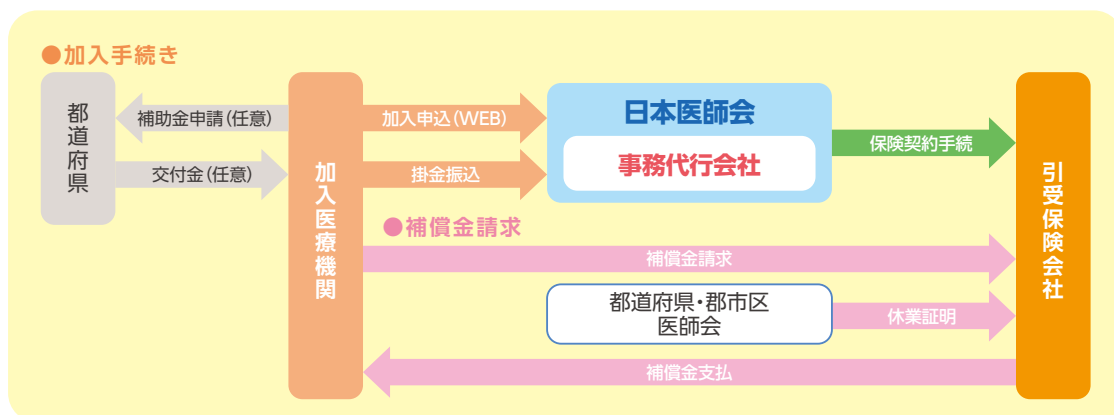 ●加入手続き
都道府県
補助金申請(任意)
交付金(任意)
加入医療機関
加入申込(WEB)
掛金振込
日本医師会
事務代行会社
保険契約手続
引受保険会社
●補償金請求
補償金請求
都道府県・郡市区
医師会
休業証明
補償金支払